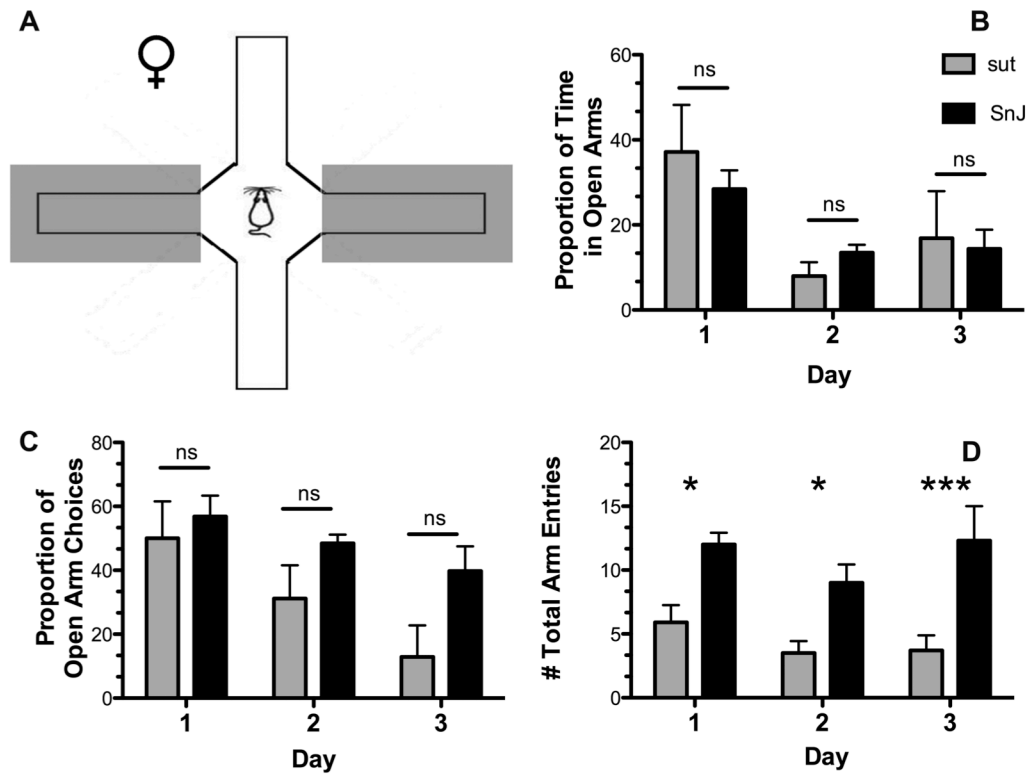 A
♀
B
sut
SnJ
Proportion of Time
in Open Arms
60
40
20
0
ns
ns
ns
1 2 3
Day
C
Proportion of
Open Arm Choices
80
60
40
20
0
ns
ns
ns
1 2 3
Day
D
# Total Arm Entries
20
15
10
5
0
* * ***
1 2 3
Day